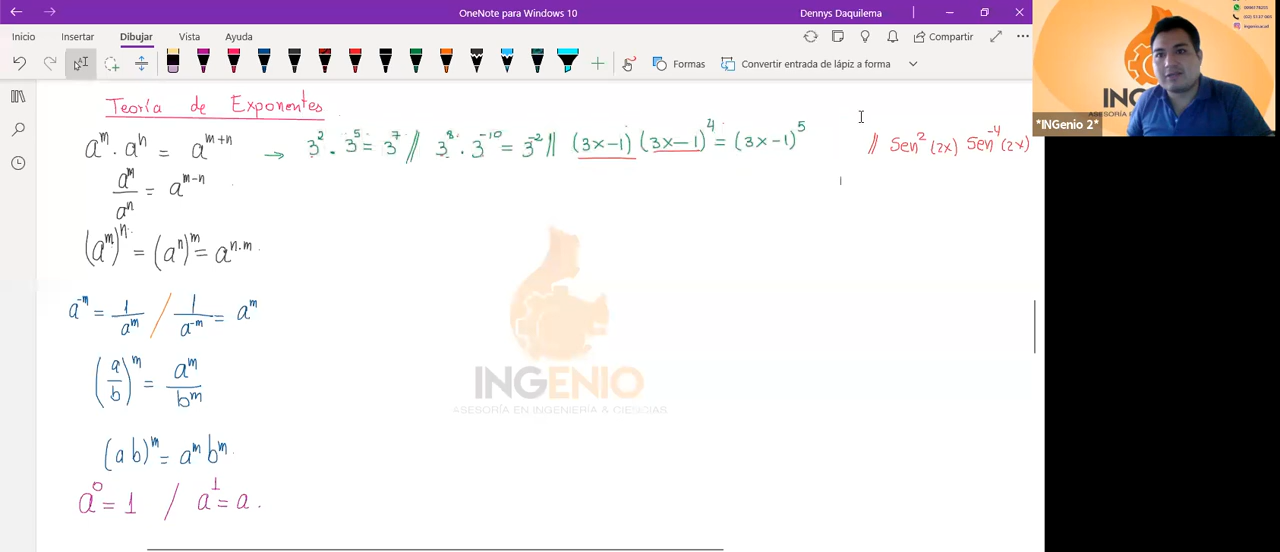 OneNote para Windows 10
Dennys Daquilema
Inicio Insertar Dibujar Vista Ayuda
Compartir
Formas Convertir entrada de lápiz a forma
*INGenio 2*
Teoría de Exponentes
a^m · a^n = a^{m+n} → 3^2 · 3^5 = 3^7 // 3^8 · 3^{-10} = 3^{-2} // (3x-1) (3x-1)^4 = (3x-1)^5 // Sen^2 (2x) Sen^{-4} (2x)
a^m / a^n = a^{m-n}
(a^m)^n = (a^n)^m = a^{n·m}
a^{-m} = 1/a^m / 1/a^{-m} = a^m
(a/b)^m = a^m / b^m
(ab)^m = a^m b^m
a^0 = 1 / a^1 = a.
INGENIO
ASESORÍA EN INGENIERÍA & CIENCIAS